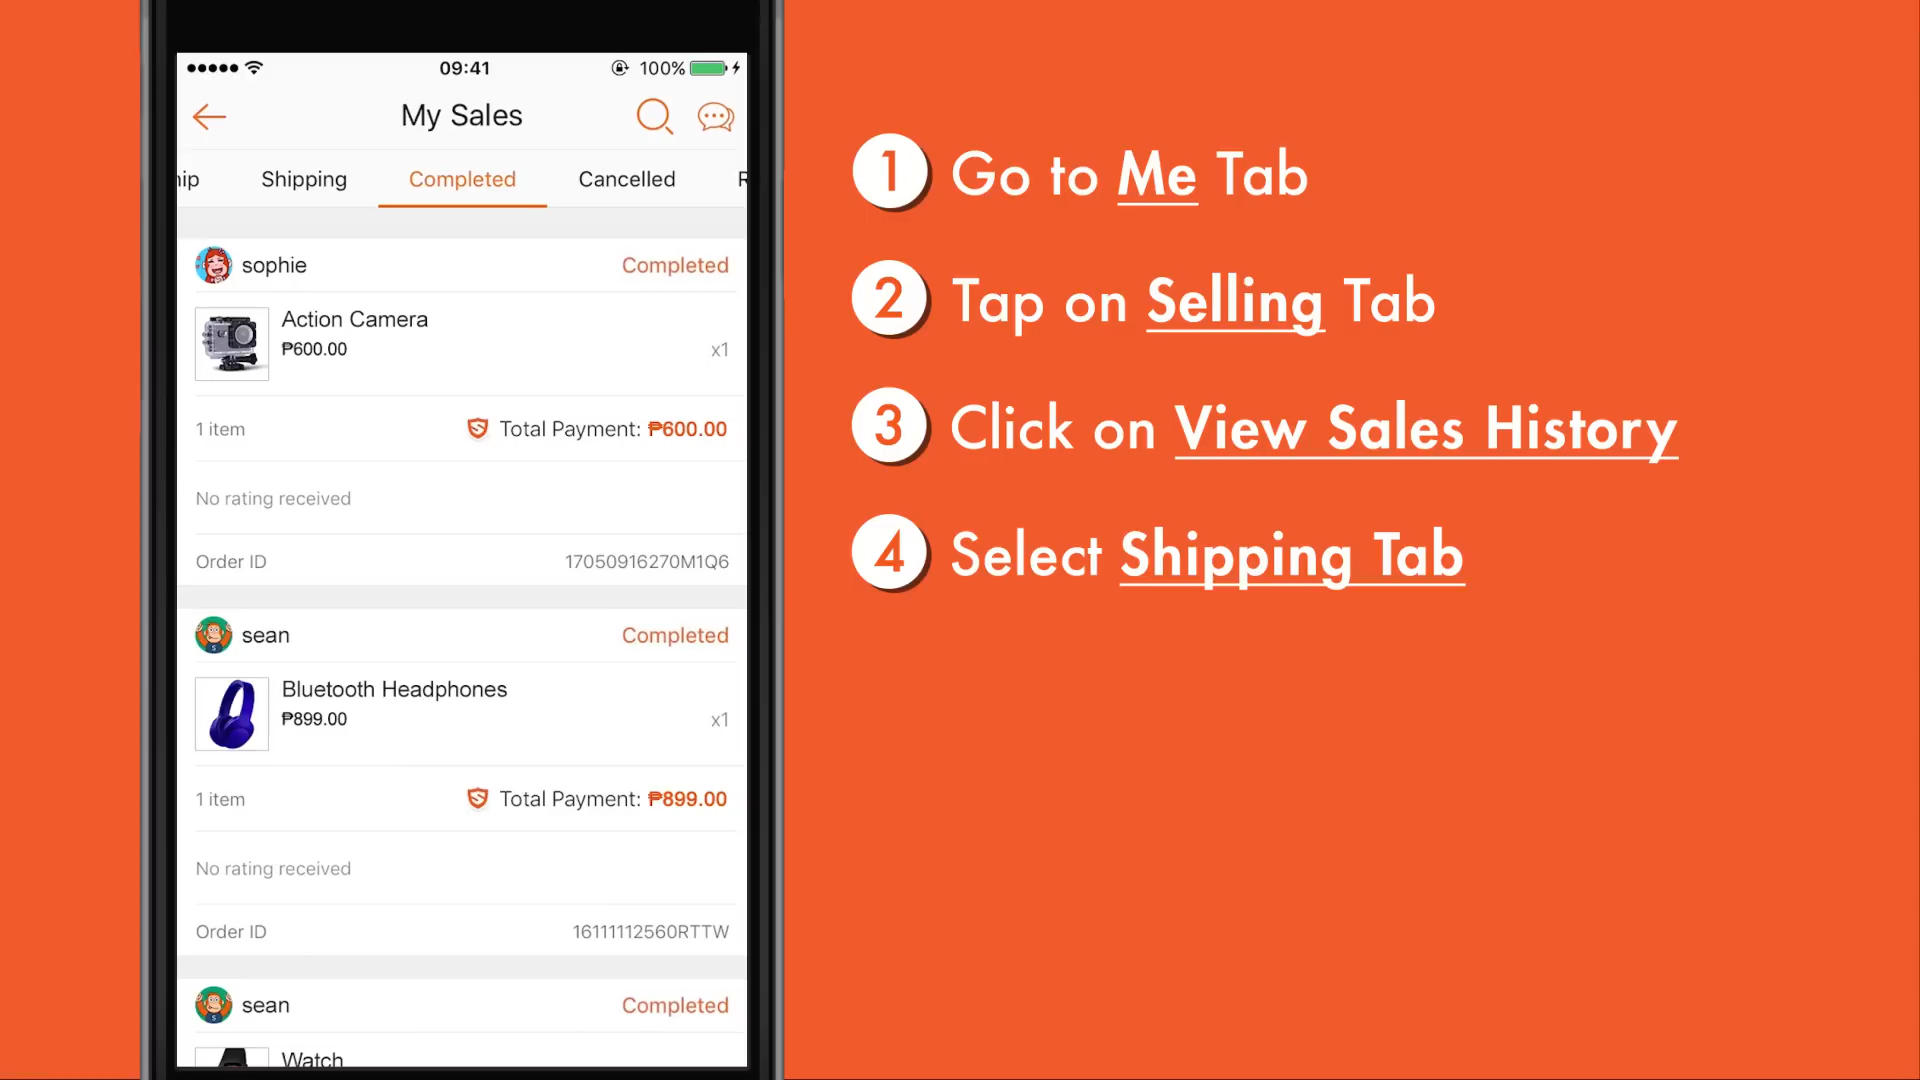 09:41
100%
My Sales
hip Shipping Completed Cancelled R
sophie Completed
Action Camera
₱600.00
x1
1 item Total Payment: ₱600.00
No rating received
Order ID 17050916270M1Q6
sean Completed
Bluetooth Headphones
₱899.00
x1
1 item Total Payment: ₱899.00
No rating received
Order ID 16111112560RTTW
sean Completed
Watch
1 Go to Me Tab
2 Tap on Selling Tab
3 Click on View Sales History
4 Select Shipping Tab